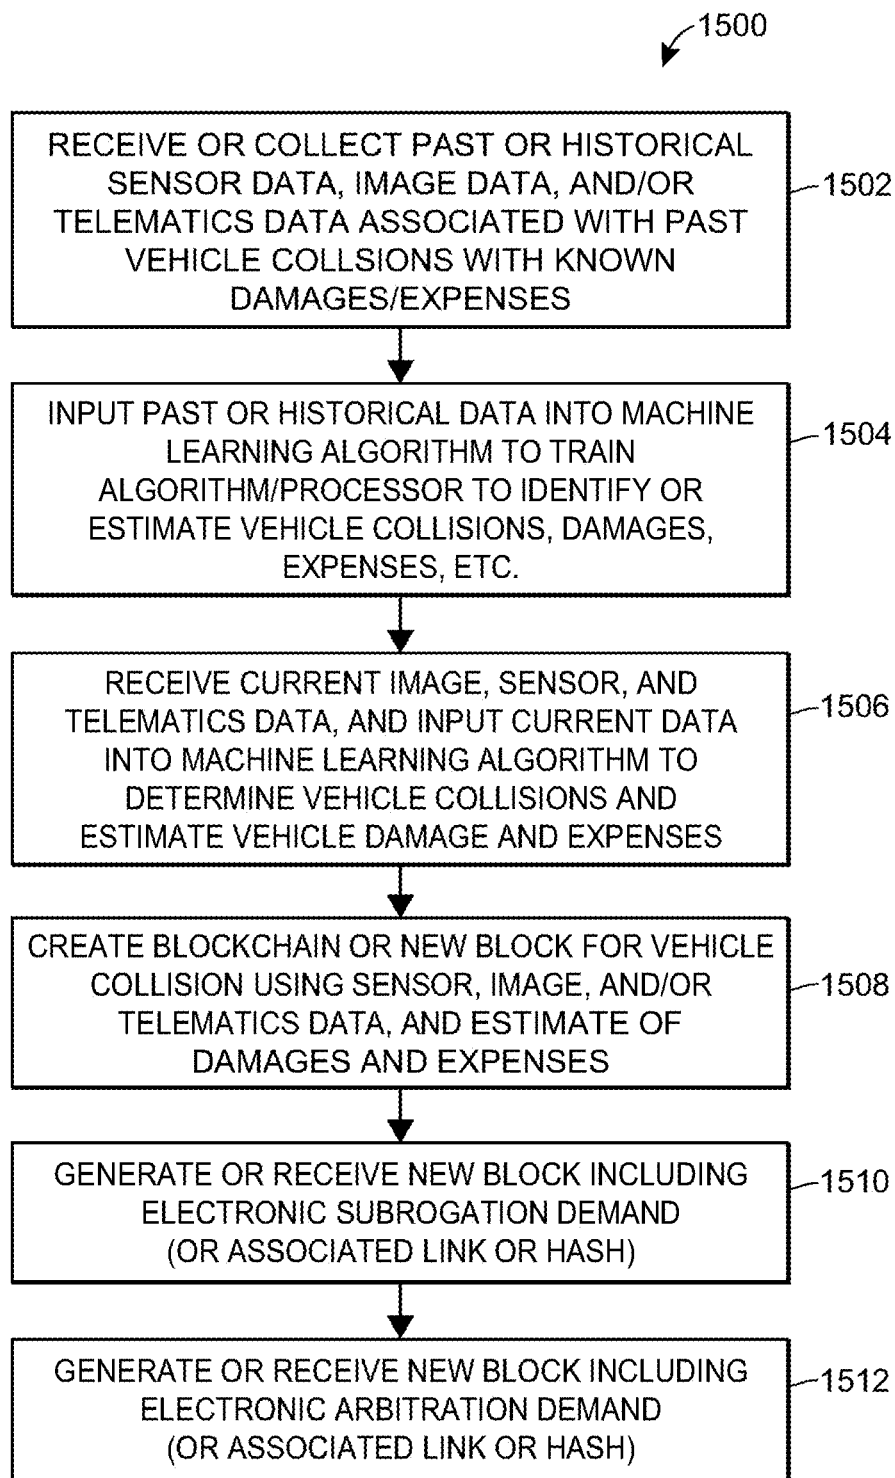 1500
RECEIVE OR COLLECT PAST OR HISTORICAL
SENSOR DATA, IMAGE DATA, AND/OR
TELEMATICS DATA ASSOCIATED WITH PAST
VEHICLE COLLSIONS WITH KNOWN
DAMAGES/EXPENSES
1502
INPUT PAST OR HISTORICAL DATA INTO MACHINE
LEARNING ALGORITHM TO TRAIN
ALGORITHM/PROCESSOR TO IDENTIFY OR
ESTIMATE VEHICLE COLLISIONS, DAMAGES,
EXPENSES, ETC.
1504
RECEIVE CURRENT IMAGE, SENSOR, AND
TELEMATICS DATA, AND INPUT CURRENT DATA
INTO MACHINE LEARNING ALGORITHM TO
DETERMINE VEHICLE COLLISIONS AND
ESTIMATE VEHICLE DAMAGE AND EXPENSES
1506
CREATE BLOCKCHAIN OR NEW BLOCK FOR VEHICLE
COLLISION USING SENSOR, IMAGE, AND/OR
TELEMATICS DATA, AND ESTIMATE OF
DAMAGES AND EXPENSES
1508
GENERATE OR RECEIVE NEW BLOCK INCLUDING
ELECTRONIC SUBROGATION DEMAND
(OR ASSOCIATED LINK OR HASH)
1510
GENERATE OR RECEIVE NEW BLOCK INCLUDING
ELECTRONIC ARBITRATION DEMAND
(OR ASSOCIATED LINK OR HASH)
1512